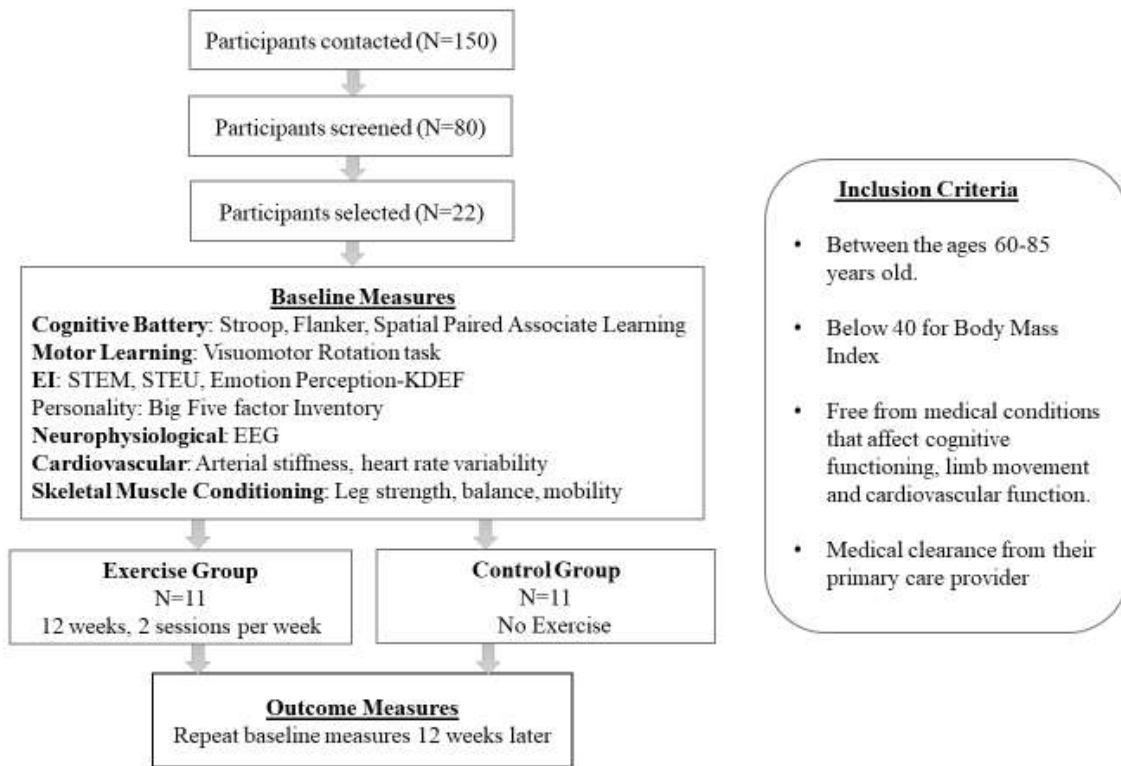 Participants contacted (N=150)
Participants screened (N=80)
Participants selected (N=22)
Baseline Measures
Cognitive Battery: Stroop, Flanker, Spatial Paired Associate Learning
Motor Learning: Visuomotor Rotation task
EI: STEM, STEU, Emotion Perception-KDEF
Personality: Big Five factor Inventory
Neurophysiological: EEG
Cardiovascular: Arterial stiffness, heart rate variability
Skeletal Muscle Conditioning: Leg strength, balance, mobility
Exercise Group
N=11
12 weeks, 2 sessions per week
Control Group
N=11
No Exercise
Outcome Measures
Repeat baseline measures 12 weeks later
Inclusion Criteria
• Between the ages 60-85
years old.
• Below 40 for Body Mass
Index
• Free from medical conditions
that affect cognitive
functioning, limb movement
and cardiovascular function.
• Medical clearance from their
primary care provider